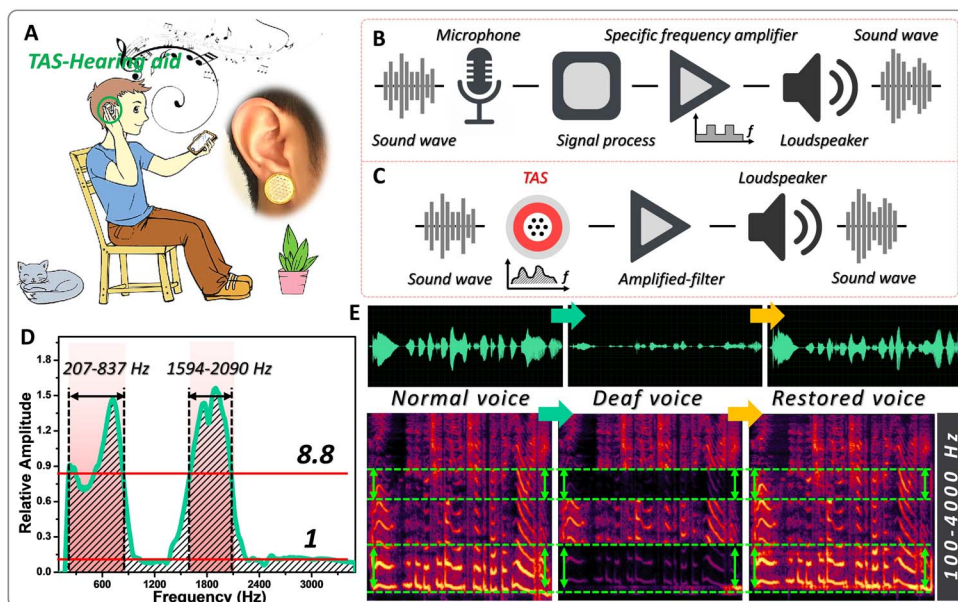 A
TAS-Hearing aid
B
Microphone
Specific frequency amplifier
Sound wave
Sound wave
Signal process
f
Loudspeaker
C
TAS
Loudspeaker
Sound wave
f
Amplified-filter
Sound wave
D
1.8
1.5
1.2
0.9
0.6
0.3
0.0
Relative Amplitude
207-837 Hz
1594-2090 Hz
8.8
1
600
1200
1800
2400
3000
Frequency (Hz)
E
Normal voice
Deaf voice
Restored voice
100-4000 Hz